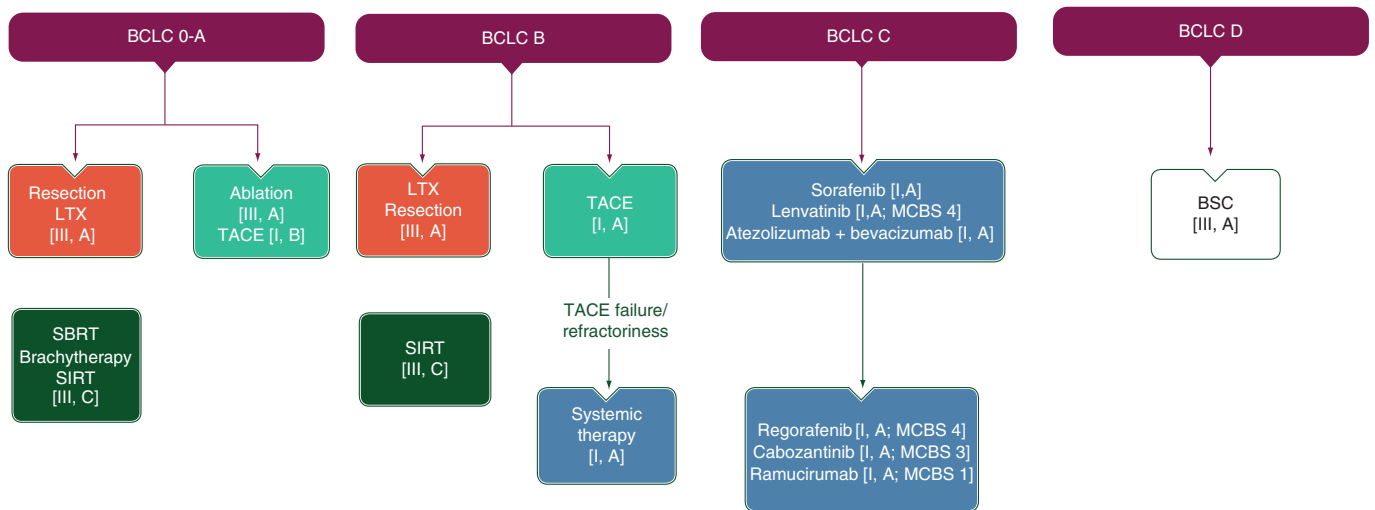 BCLC 0-A
BCLC B
BCLC C
BCLC D
Resection
LTX
[III, A]
Ablation
[III, A]
TACE [I, B]
LTX
Resection
[III, A]
TACE
[I, A]
Sorafenib [I,A]
Lenvatinib [I,A; MCBS 4]
Atezolizumab + bevacizumab [I, A]
BSC
[III, A]
SBRT
Brachytherapy
SIRT
[III, C]
SIRT
[III, C]
TACE failure/
refractoriness
Systemic
therapy
[I, A]
Regorafenib [I, A; MCBS 4]
Cabozantinib [I, A; MCBS 3]
Ramucirumab [I, A; MCBS 1]